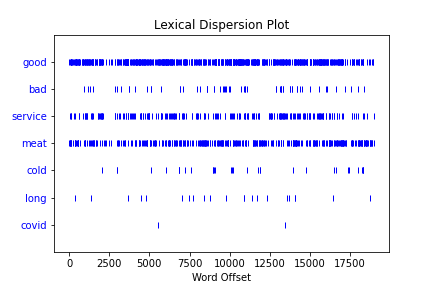 Lexical Dispersion Plot
good
bad
service
meat
cold
long
covid
0 2500 5000 7500 10000 12500 15000 17500
Word Offset